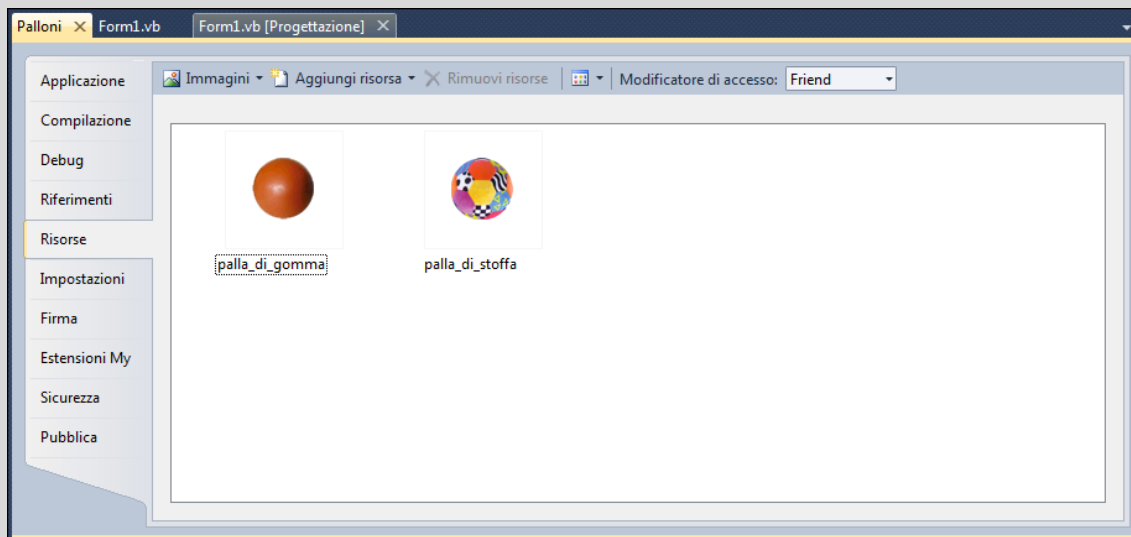 Palloni Form1.vb Form1.vb [Progettazione]
Immagini Aggiungi risorsa Rimuovi risorse Modificatore di accesso: Friend
Applicazione
Compilazione
Debug
Riferimenti
Risorse
Impostazioni
Firma
Estensioni My
Sicurezza
Pubblica
palla_di_gomma palla_di_stoffa